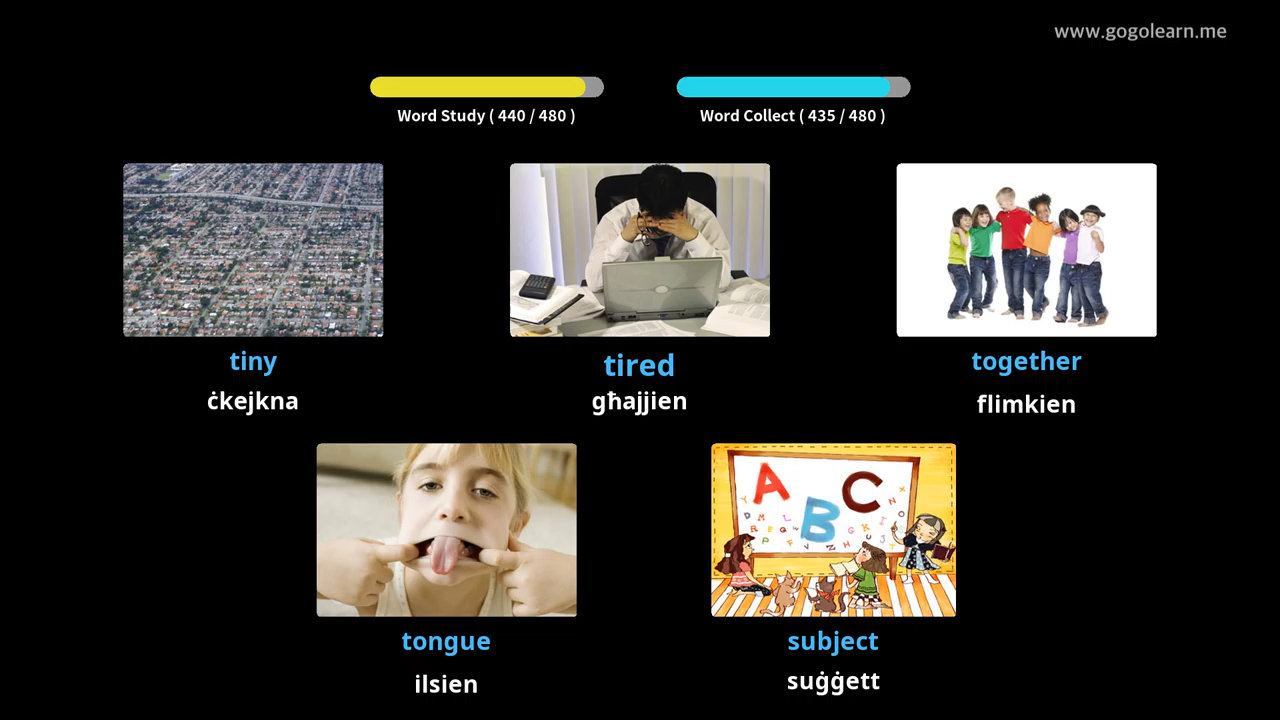 www.gogolearn.me
Word Study ( 440 / 480 )
Word Collect ( 435 / 480 )
tiny
tired
together
ċkejkna
għajjien
flimkien
A B C
tongue
subject
ilsien
suġġett